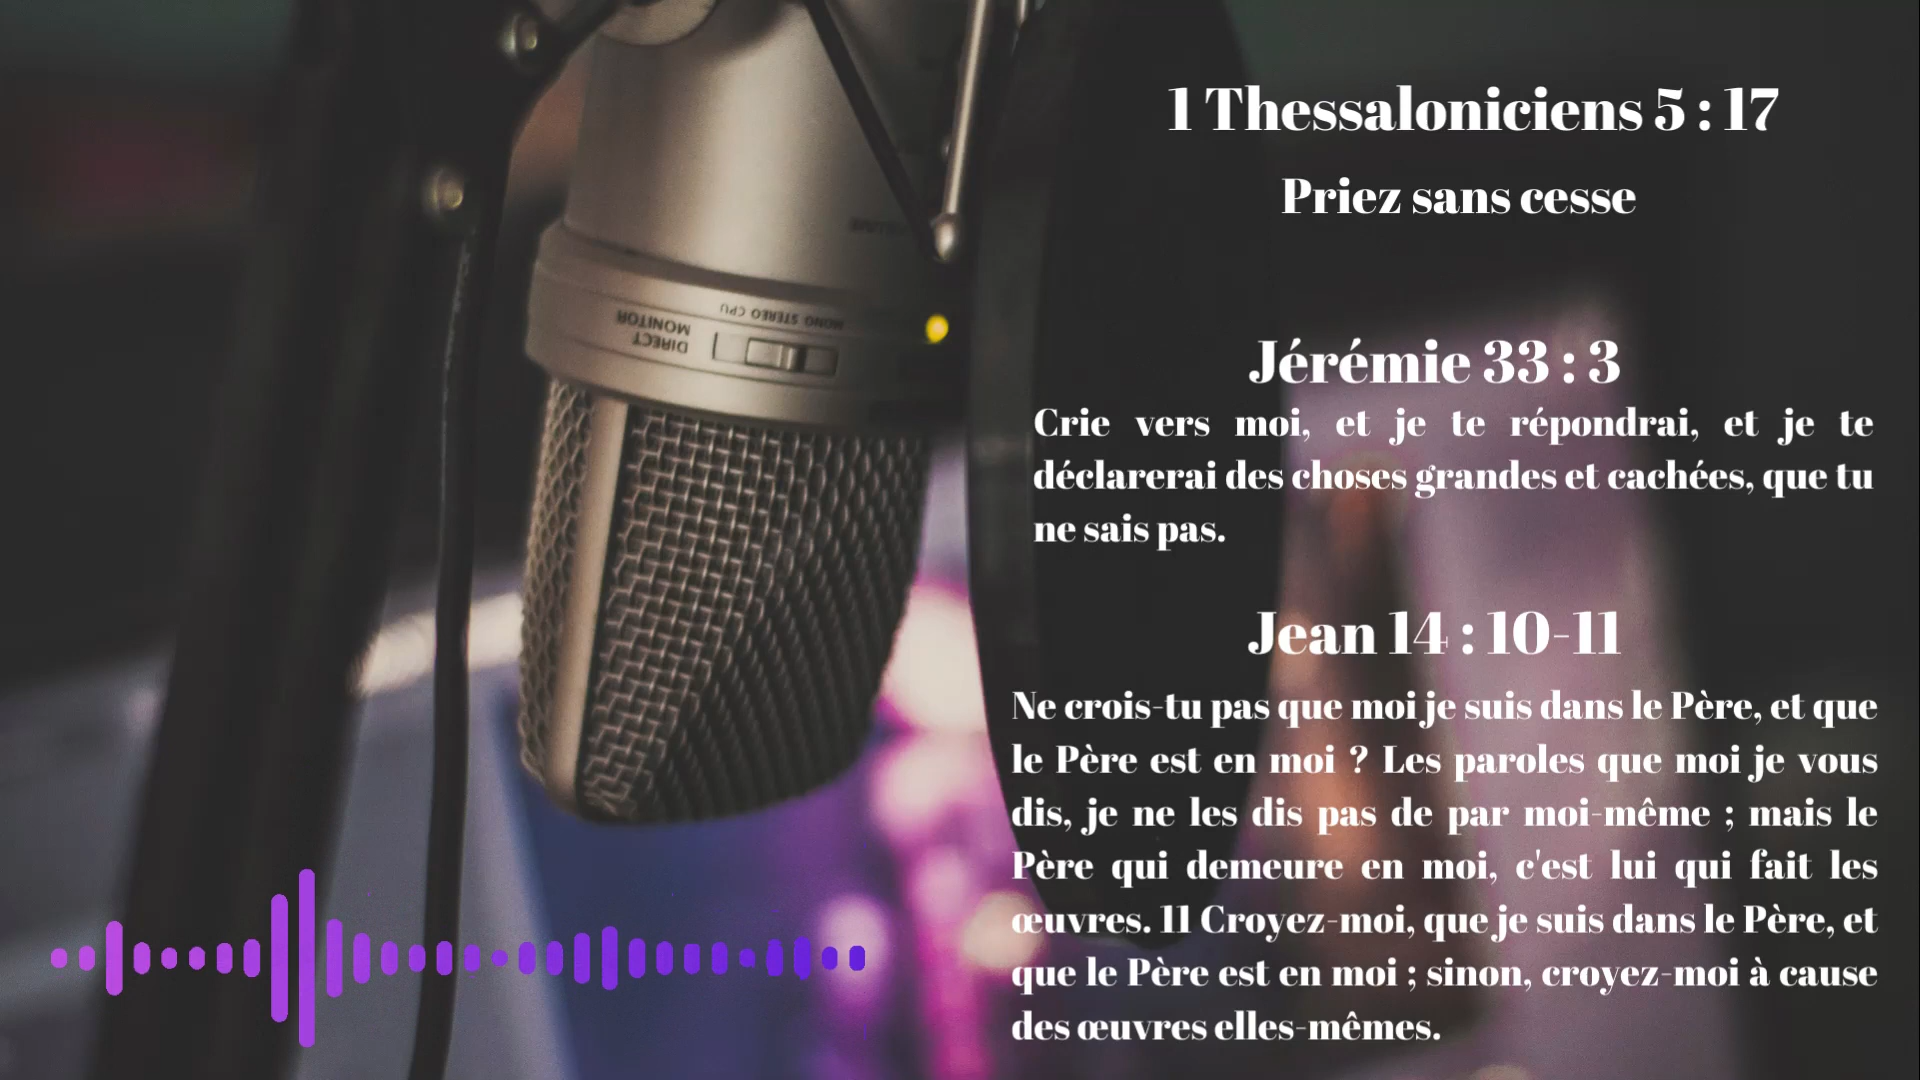 1 Thessaloniciens 5 : 17
Priez sans cesse
Jérémie 33 : 3
Crie vers moi, et je te répondrai, et je te
déclarerai des choses grandes et cachées, que tu
ne sais pas.
Jean 14 : 10-11
Ne crois-tu pas que moi je suis dans le Père, et que
le Père est en moi ? Les paroles que moi je vous
dis, je ne les dis pas de par moi-même ; mais le
Père qui demeure en moi, c'est lui qui fait les
œuvres. 11 Croyez-moi, que je suis dans le Père, et
que le Père est en moi ; sinon, croyez-moi à cause
des œuvres elles-mêmes.
VOLUME
MONO STEREO CPU
DIRECT
MONITOR